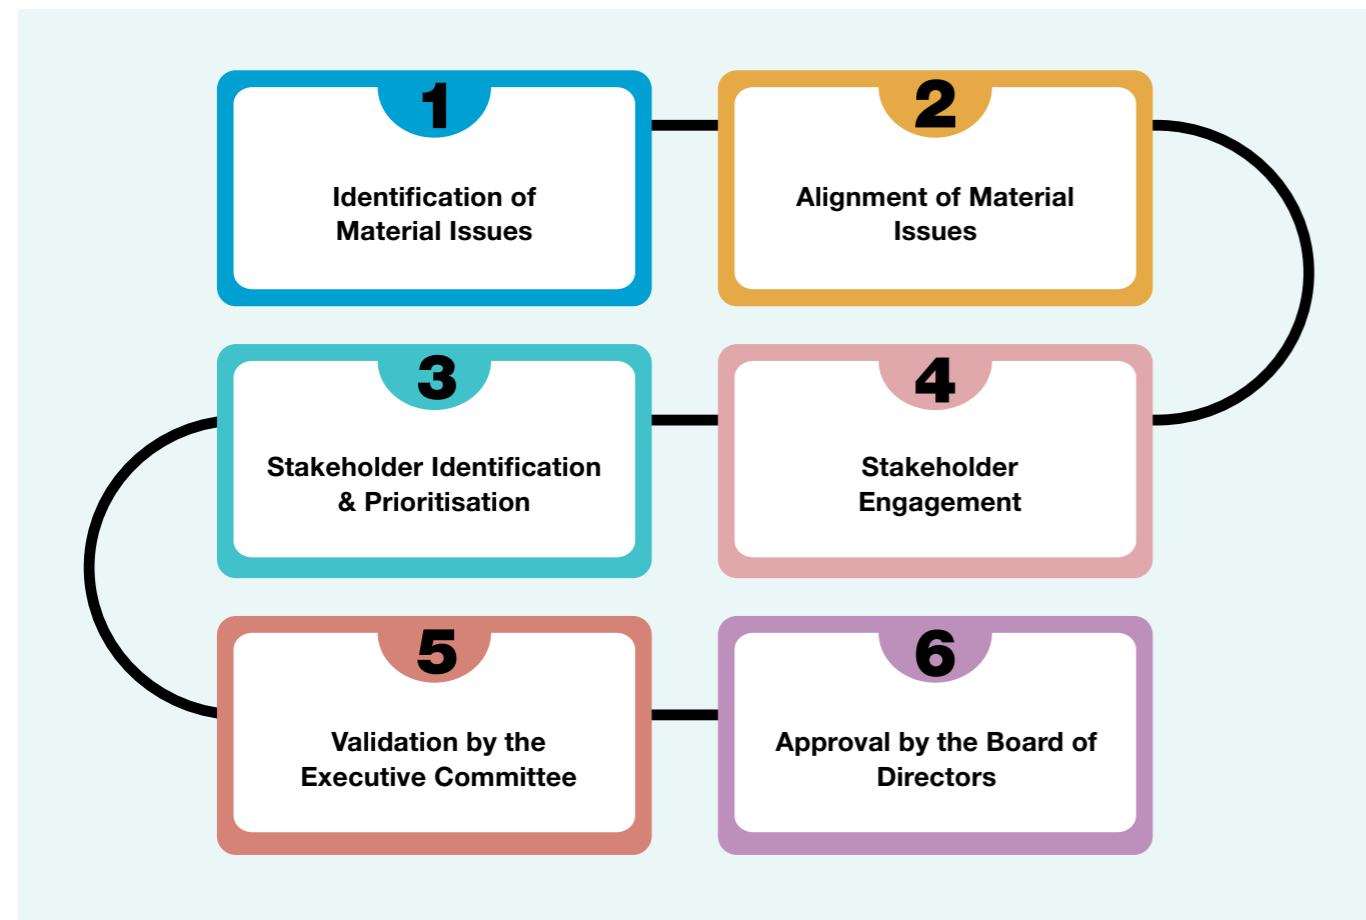 1
Identification of
Material Issues
2
Alignment of Material
Issues
3
Stakeholder Identification
& Prioritisation
4
Stakeholder
Engagement
5
Validation by the
Executive Committee
6
Approval by the Board of
Directors